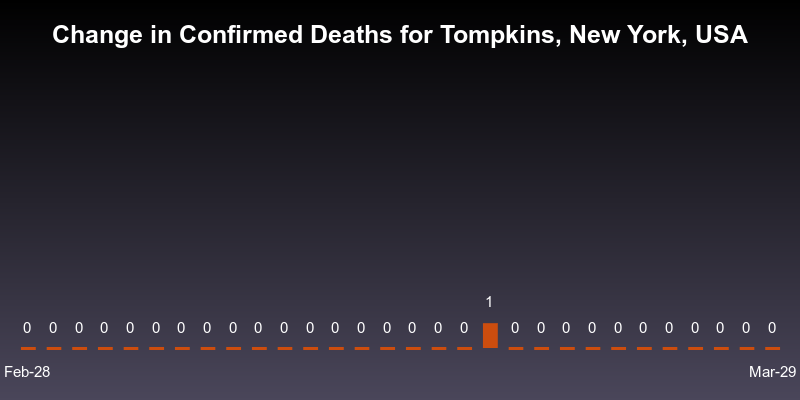 Change in Confirmed Deaths for Tompkins, New York, USA
1
0 0 0 0 0 0 0 0 0 0 0 0 0 0 0 0 0 0 0 0 0 0 0 0 0 0 0 0 0
Feb-28 Mar-29